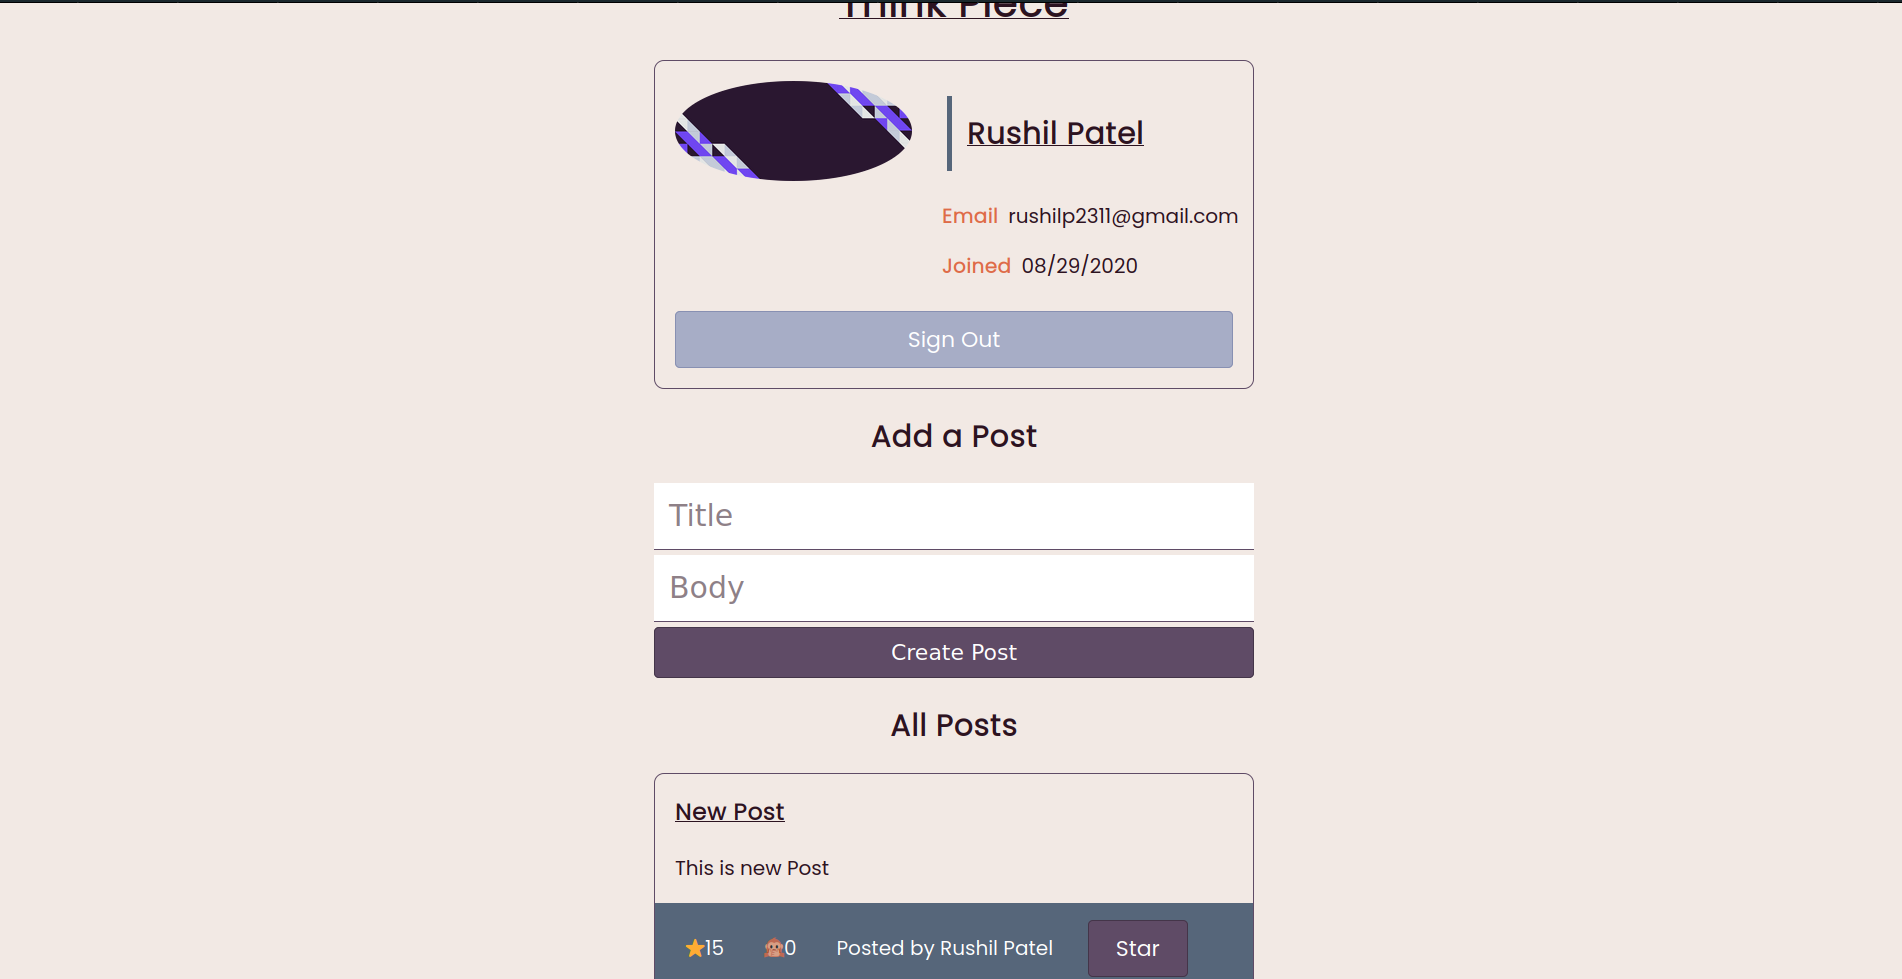 Think Piece
Rushil Patel
Email rushilp2311@gmail.com
Joined 08/29/2020
Sign Out
Add a Post
Title
Body
Create Post
All Posts
New Post
This is new Post
⭐15 🙈0 Posted by Rushil Patel Star